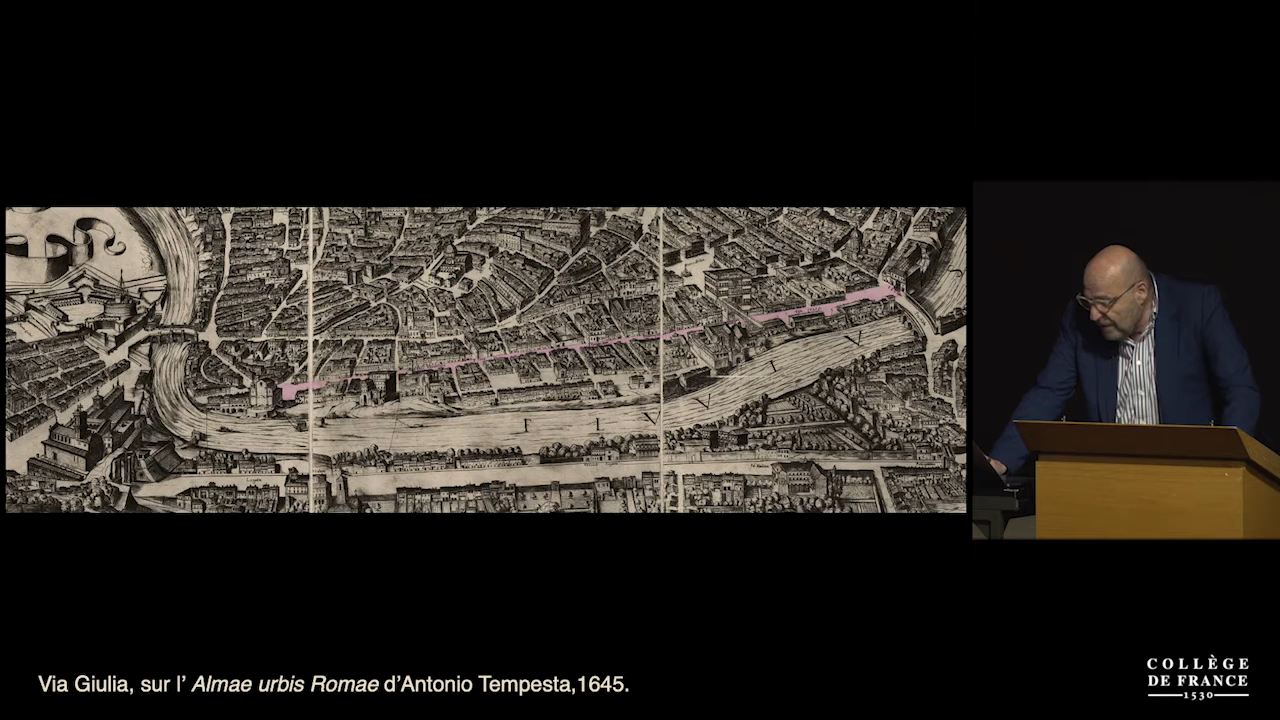 T I V V I V
Via Giulia, sur l’ Almae urbis Romae d’Antonio Tempesta,1645.
COLLÈGE
DE FRANCE
1530